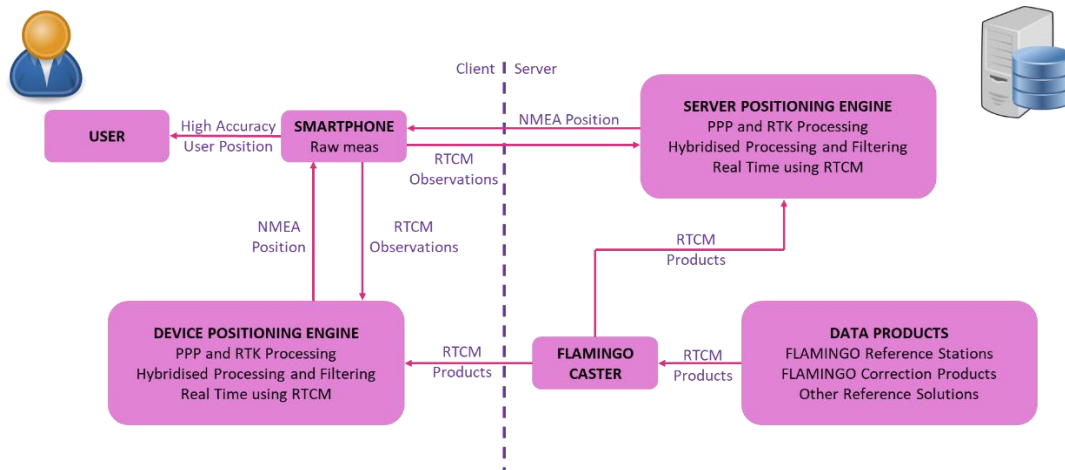 Client
Server
USER
High Accuracy
User Position
SMARTPHONE
Raw meas
NMEA Position
RTCM
Observations
SERVER POSITIONING ENGINE
PPP and RTK Processing
Hybridised Processing and Filtering
Real Time using RTCM
NMEA
Position
RTCM
Observations
RTCM
Products
DEVICE POSITIONING ENGINE
PPP and RTK Processing
Hybridised Processing and Filtering
Real Time using RTCM
RTCM
Products
FLAMINGO
CASTER
RTCM
Products
DATA PRODUCTS
FLAMINGO Reference Stations
FLAMINGO Correction Products
Other Reference Solutions